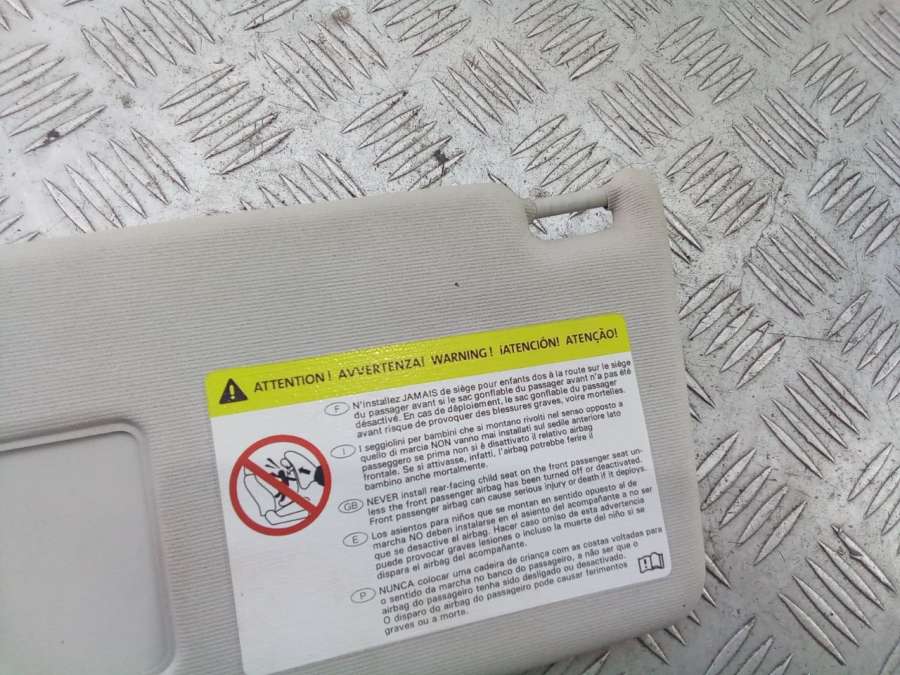 ATTENTION! AVVERTENZA! WARNING! ¡ATENCIÓN! ATENÇÃO!
F N'installez JAMAIS de siège pour enfants dos à la route sur le siège
du passager avant si le sac gonflable du passager avant n'a pas été
désactivé. En cas de déploiement, le sac gonflable du passager
avant risque de provoquer des blessures graves, voire mortelles.
I I seggiolini per bambini che si montano rivolti nel senso opposto a
quello di marcia NON vanno mai installati sul sedile anteriore lato
passeggero se prima non si è disattivato il relativo airbag
frontale. Se si attivasse, infatti, l'airbag potrebbe ferire il
bambino anche mortalmente.
GB NEVER install rear-facing child seat on the front passenger seat un-
less the front passenger airbag has been turned off or deactivated.
Front passenger airbag can cause serious injury or death if it deploys.
E Los asientos para niños que se montan en sentido opuesto al de
marcha NO deben instalarse en el asiento del acompañante a no ser
que se desactive el airbag. Hacer caso omiso de esta advertencia
puede provocar graves lesiones o incluso la muerte del niño si se
dispara el airbag del acompañante.
P NUNCA colocar uma cadeira de criança com as costas voltadas para
o sentido da marcha no banco do passageiro, a não ser que o
airbag do passageiro tenha sido desligado ou desactivado.
O disparo do airbag do passageiro pode causar ferimentos
graves ou a morte.